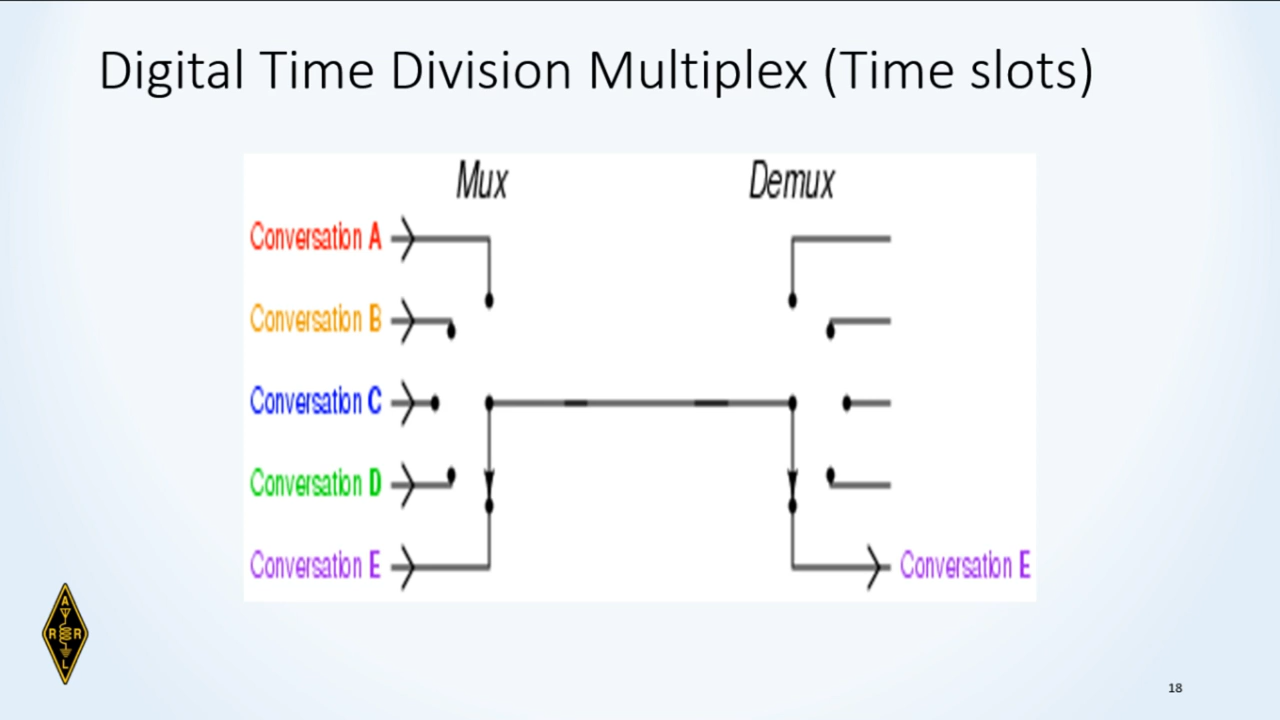 Digital Time Division Multiplex (Time slots)
Mux
Demux
Conversation A
Conversation B
Conversation C
Conversation D
Conversation E
Conversation E
A
R R
L
18